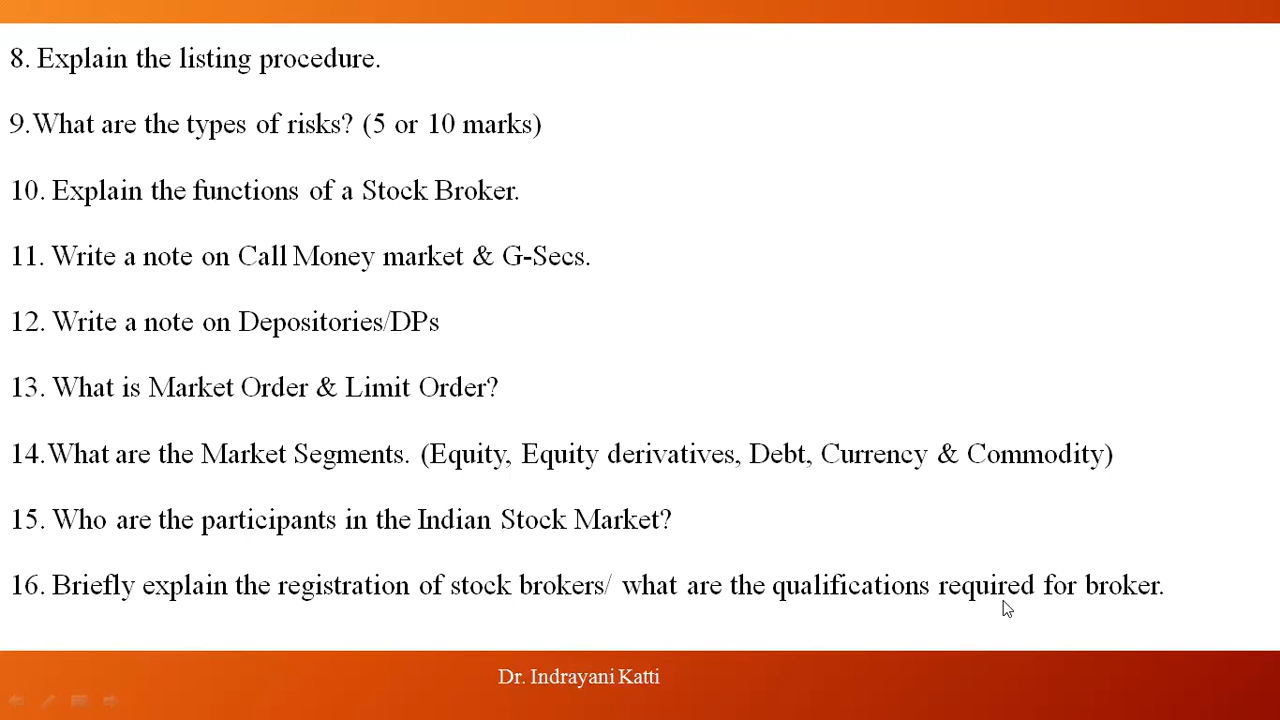 8. Explain the listing procedure.
9.What are the types of risks? (5 or 10 marks)
10. Explain the functions of a Stock Broker.
11. Write a note on Call Money market & G-Secs.
12. Write a note on Depositories/DPs
13. What is Market Order & Limit Order?
14.What are the Market Segments. (Equity, Equity derivatives, Debt, Currency & Commodity)
15. Who are the participants in the Indian Stock Market?
16. Briefly explain the registration of stock brokers/ what are the qualifications required for broker.
Dr. Indrayani Katti